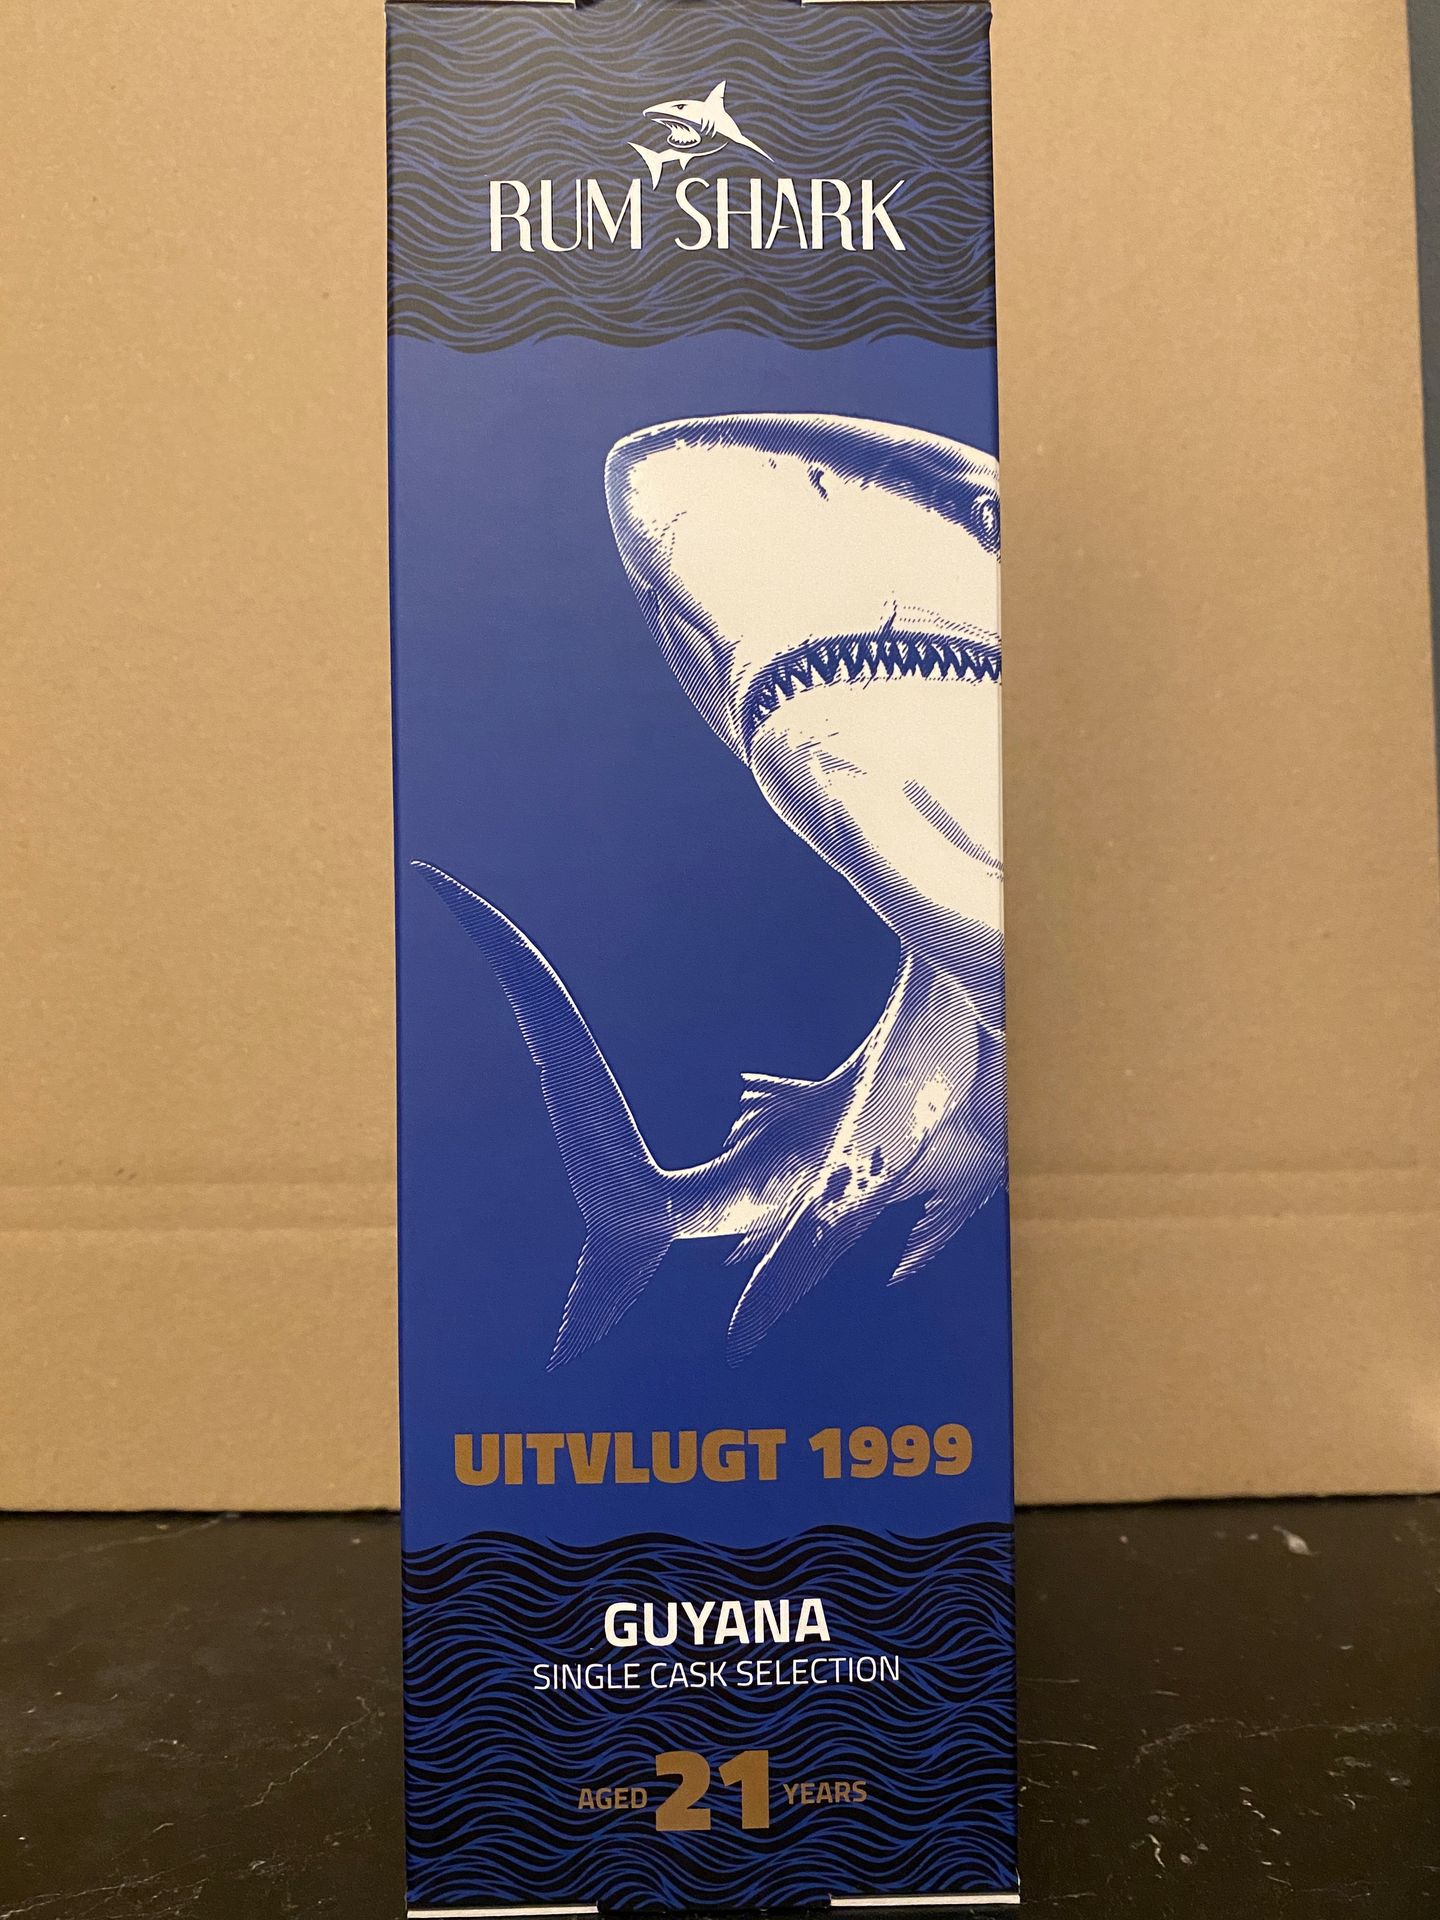 RUM SHARK
UITVLUGT 1999
GUYANA
SINGLE CASK SELECTION
AGED 21 YEARS